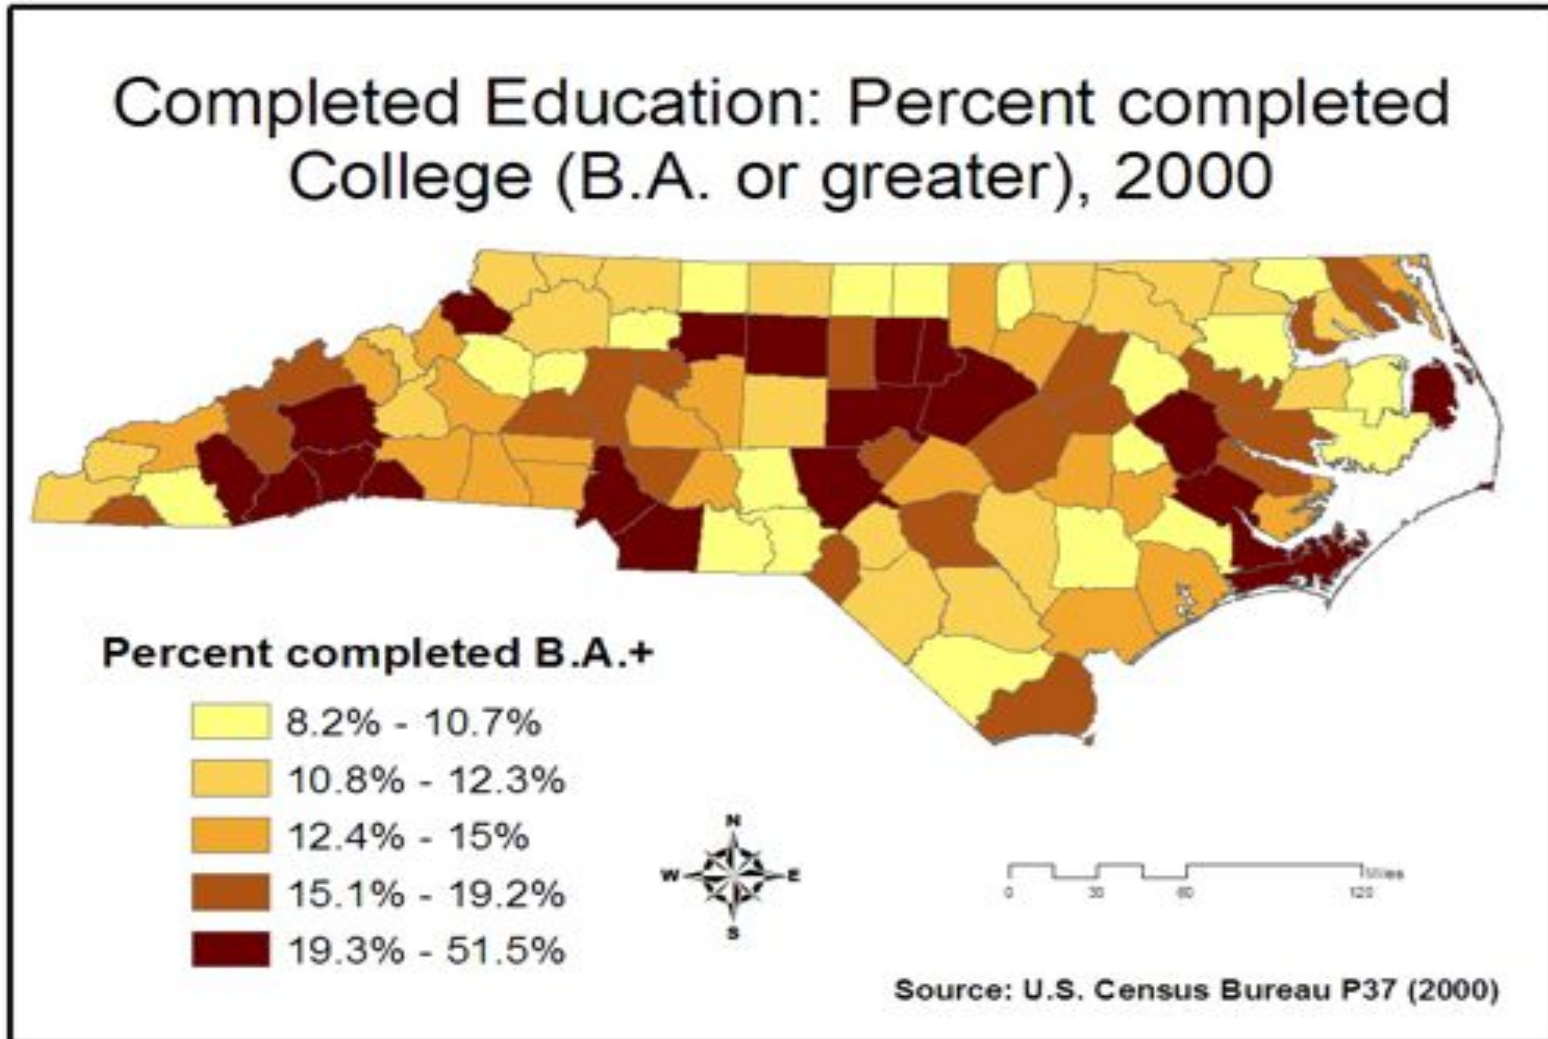 Completed Education: Percent completed
College (B.A. or greater), 2000
Percent completed B.A.+
8.2% - 10.7%
10.8% - 12.3%
12.4% - 15%
15.1% - 19.2%
19.3% - 51.5%
N
W E
S
Miles
0 30 60 120
Source: U.S. Census Bureau P37 (2000)